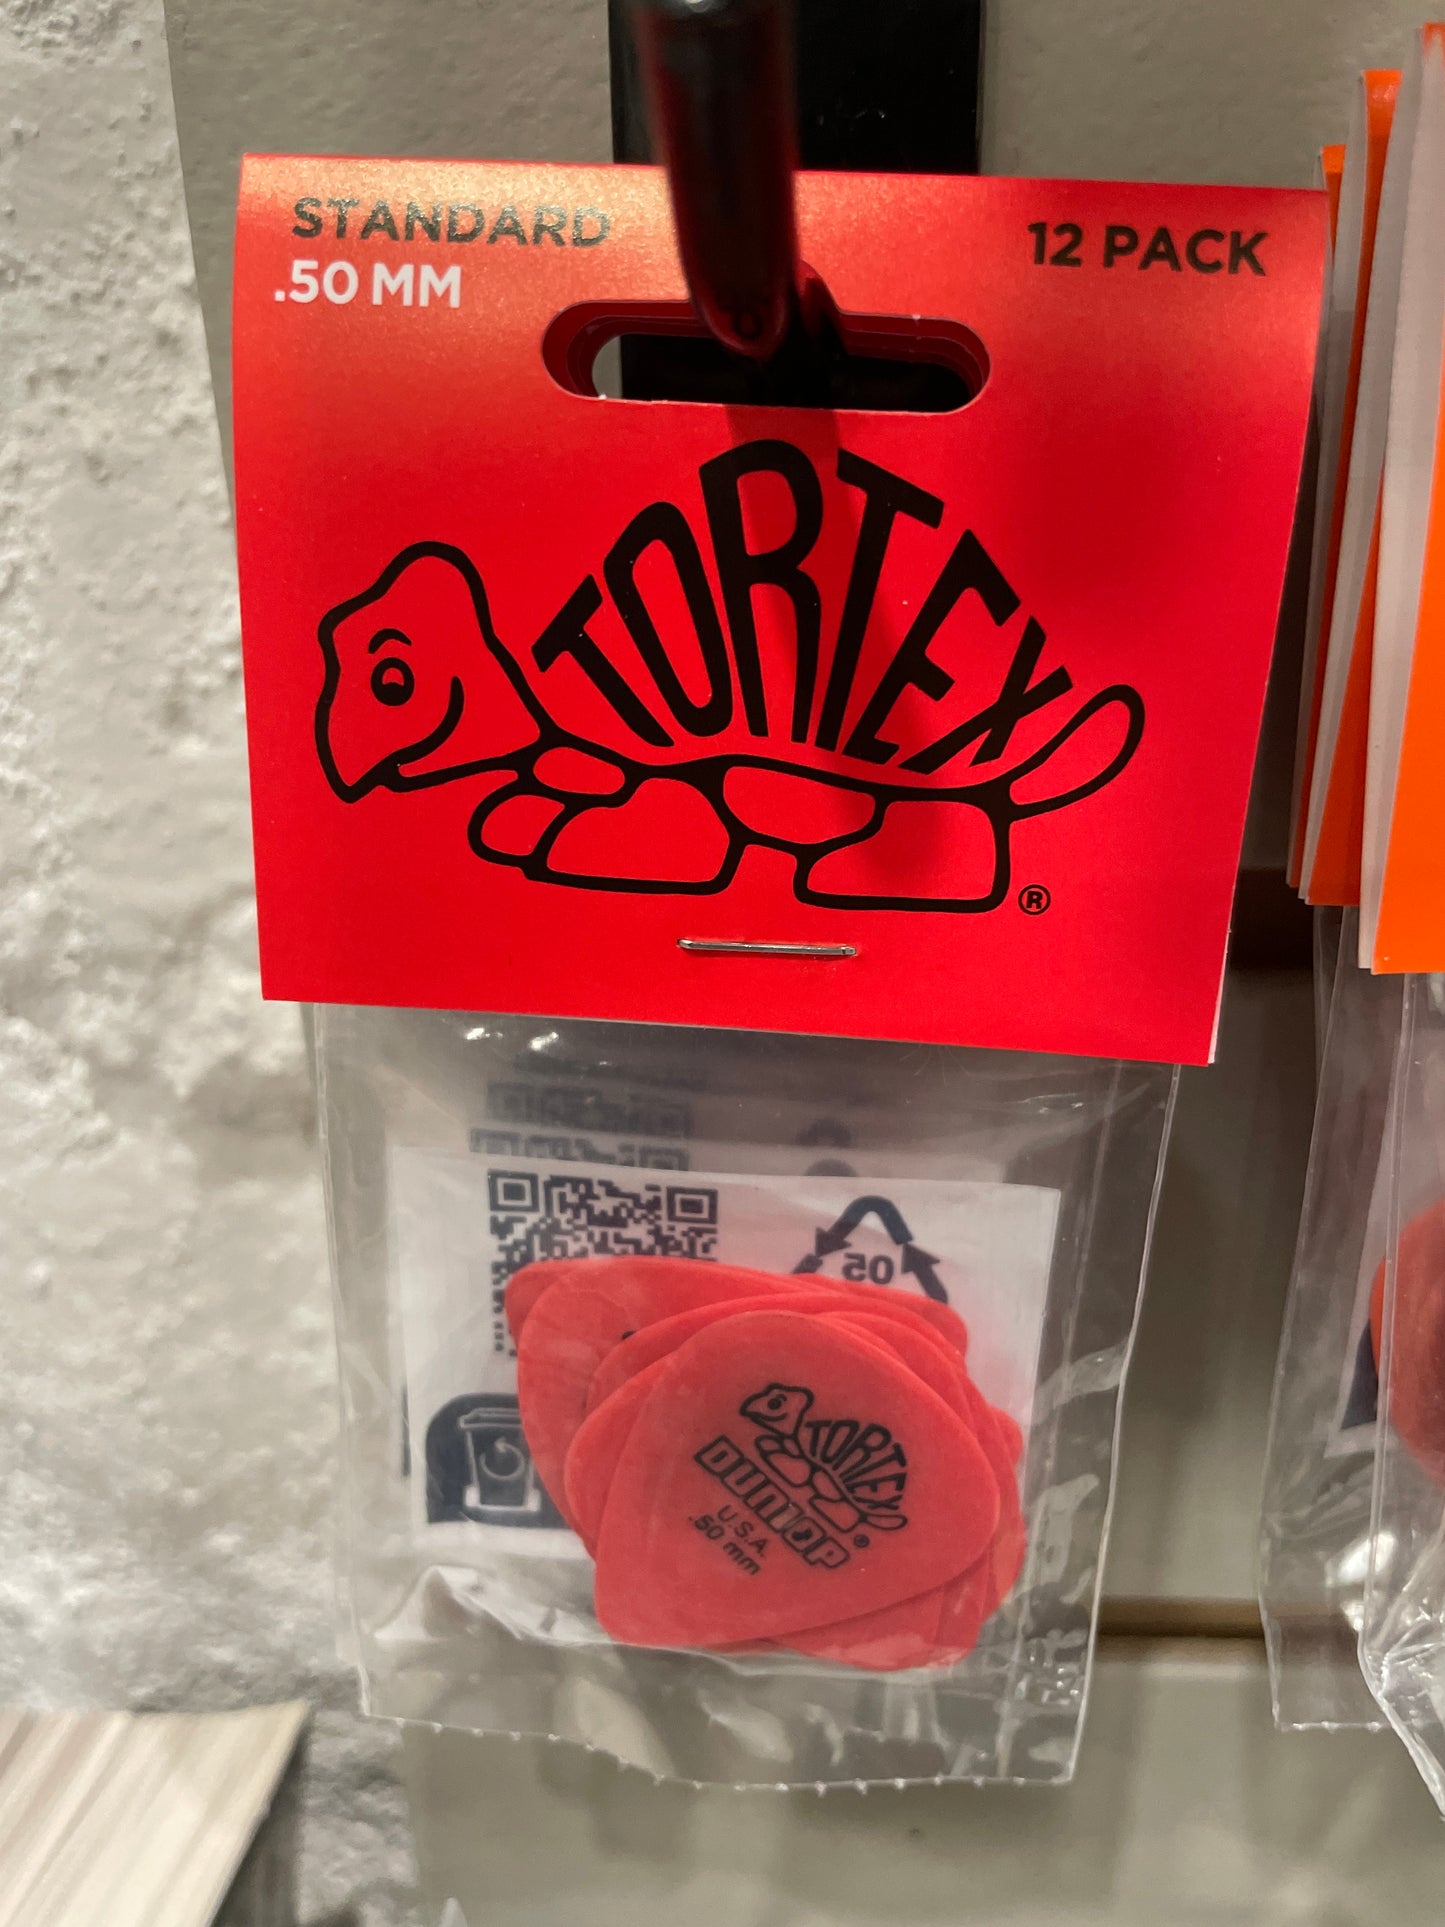 STANDARD
.50 MM
12 PACK
TORTEX
®
05
TORTEX
DUNLOP
®
U.S.A.
.50 mm